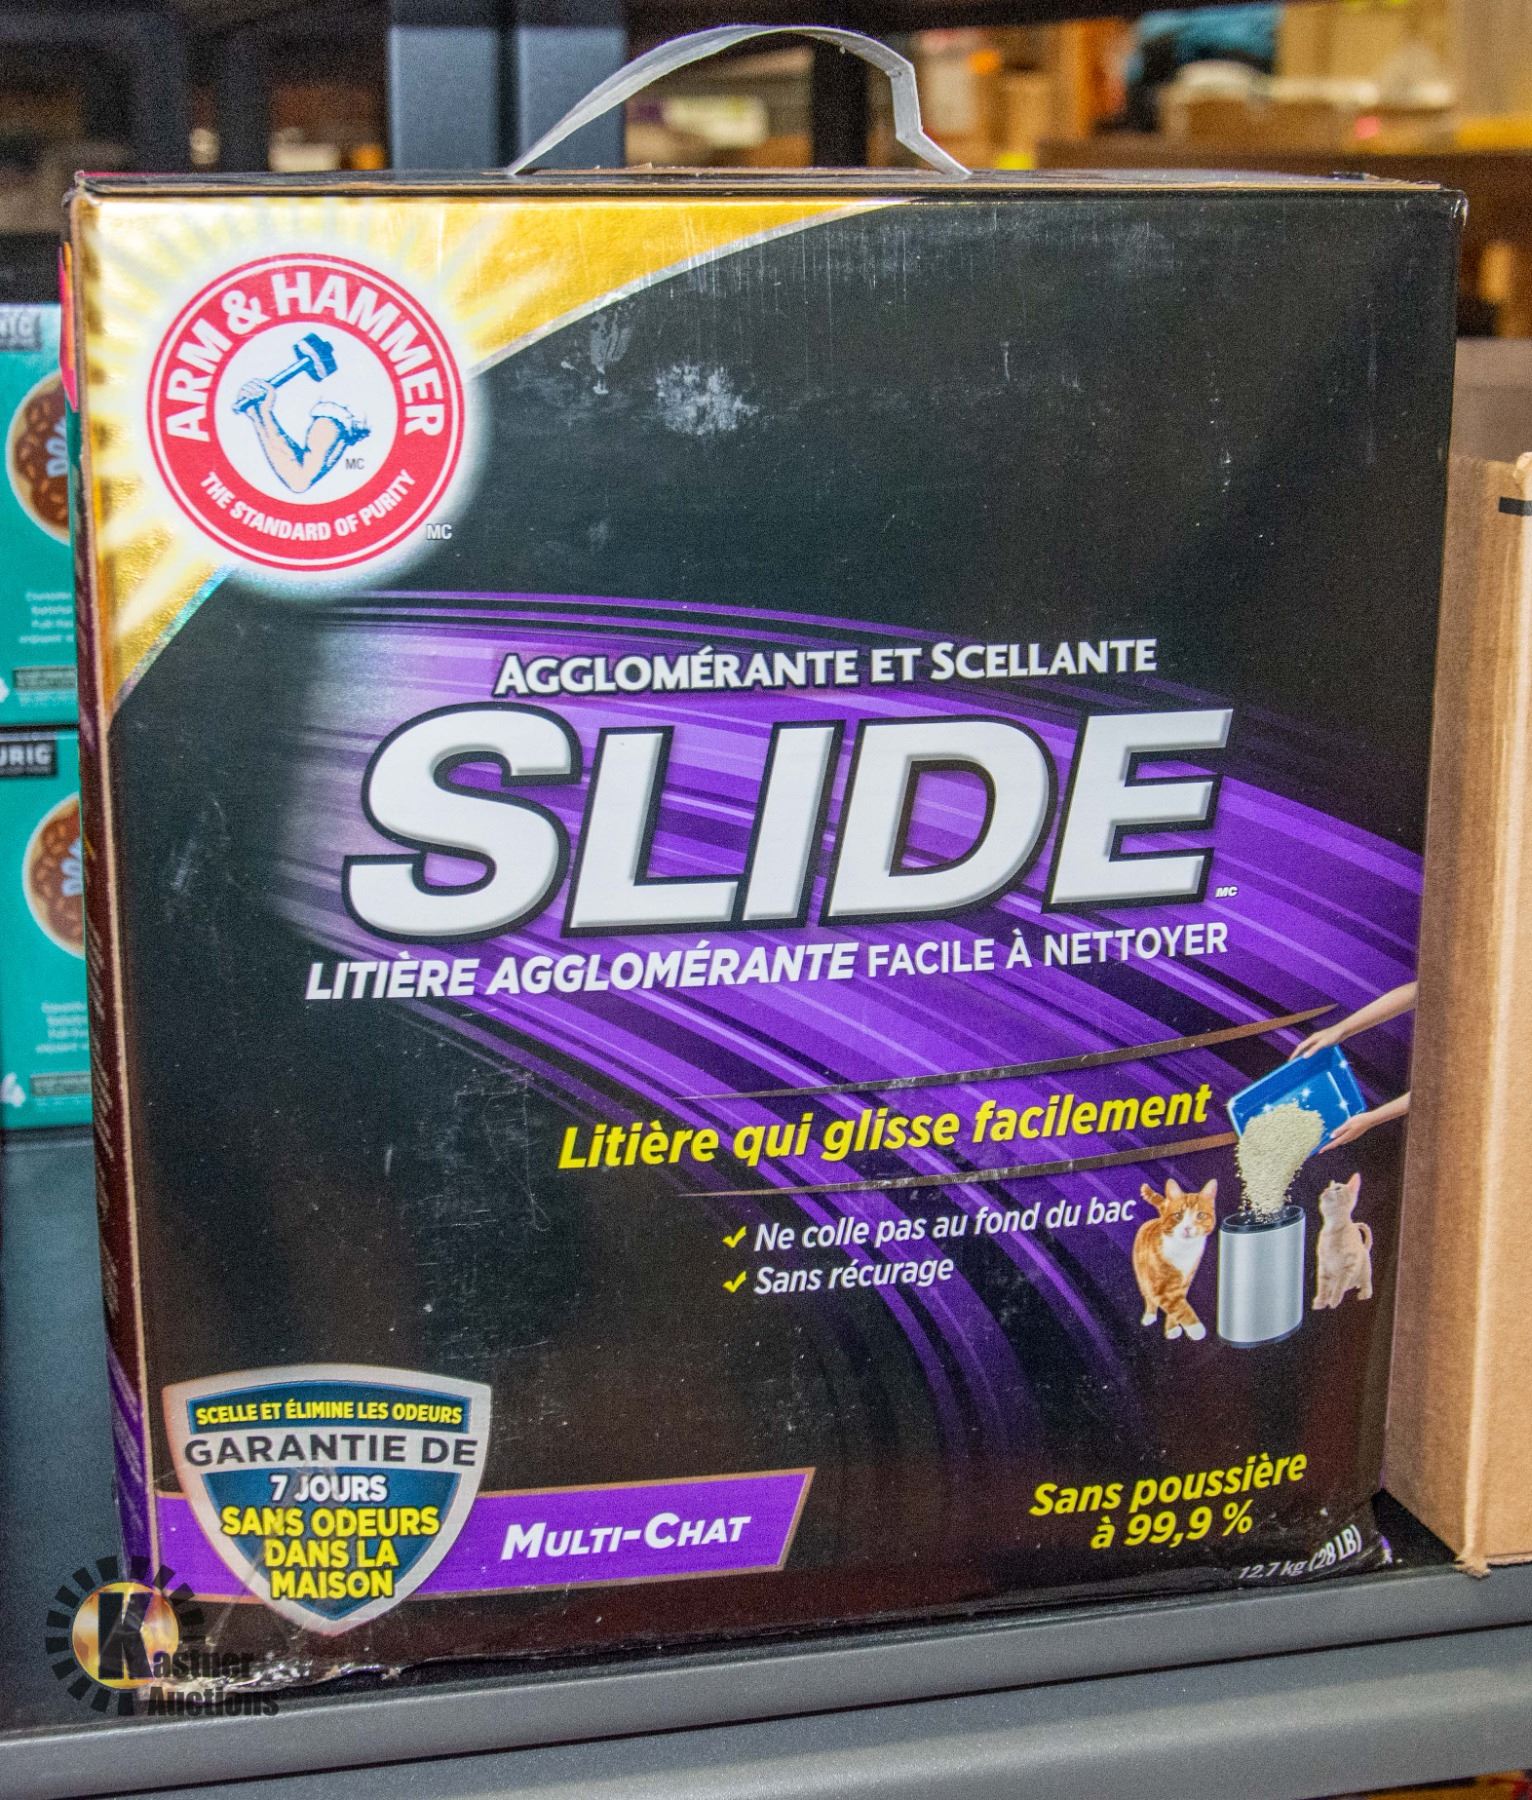 ARM & HAMMER
MC
THE STANDARD OF PURITY
MC
AGGLOMÉRANTE ET SCELLANTE
SLIDE
MC
LITIÈRE AGGLOMÉRANTE FACILE À NETTOYER
Litière qui glisse facilement
Ne colle pas au fond du bac
Sans récurage
SCELLE ET ÉLIMINE LES ODEURS
GARANTIE DE
7 JOURS
SANS ODEURS
DANS LA
MAISON
MULTI-CHAT
Sans poussière
à 99,9 %
12.7 kg (28 LB)
Kastner
Auctions